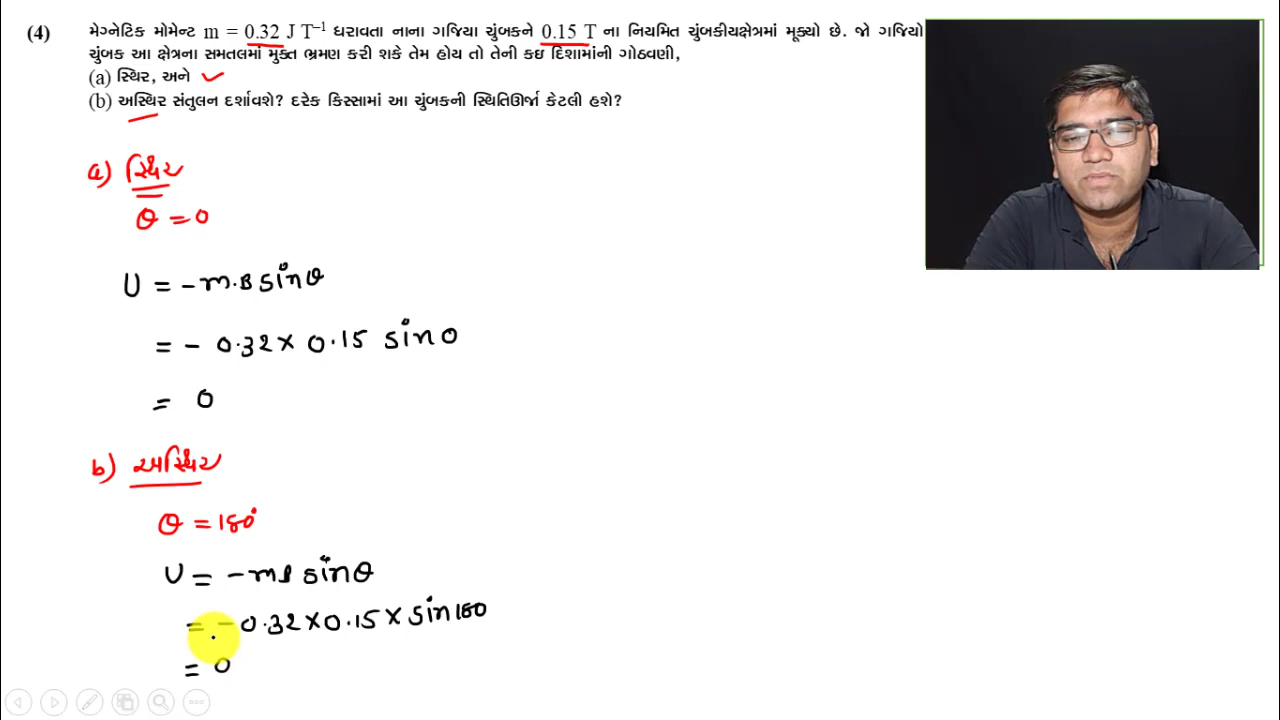 (4) મેગ્નેટિક મોમેન્ટ m = 0.32 J T⁻¹ ધરાવતા નાના ગજિયા ચુંબકને 0.15 T ના નિયમિત ચુંબકીયક્ષેત્રમાં મૂક્યો છે. જો ગજિયો
ચુંબક આ ક્ષેત્રના સમતલમાં મુક્ત ભ્રમણ કરી શકે તેમ હોય તો તેની કઇ દિશામાંની ગોઠવણી,
(a) સ્થિર, અને
(b) અસ્થિર સંતુલન દર્શાવશે? દરેક કિસ્સામાં આ ચુંબકની સ્થિતિઊર્જા કેટલી હશે?
a) સ્થિર
θ = 0
U = -m.B sinθ
= - 0.32 × 0.15 sin 0
= 0
b) અસ્થિર
θ = 180°
U = -mB sinθ
= - 0.32 × 0.15 × sin 180
= 0